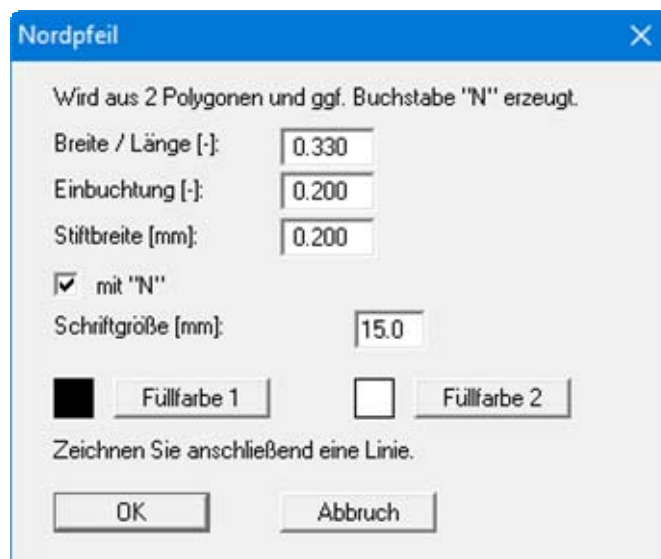 Nordpfeil
Wird aus 2 Polygonen und ggf. Buchstabe "N" erzeugt.
Breite / Länge [-]: 0.330
Einbuchtung [-]: 0.200
Stiftbreite [mm]: 0.200
mit "N"
Schriftgröße [mm]: 15.0
Füllfarbe 1 Füllfarbe 2
Zeichnen Sie anschließend eine Linie.
OK Abbruch